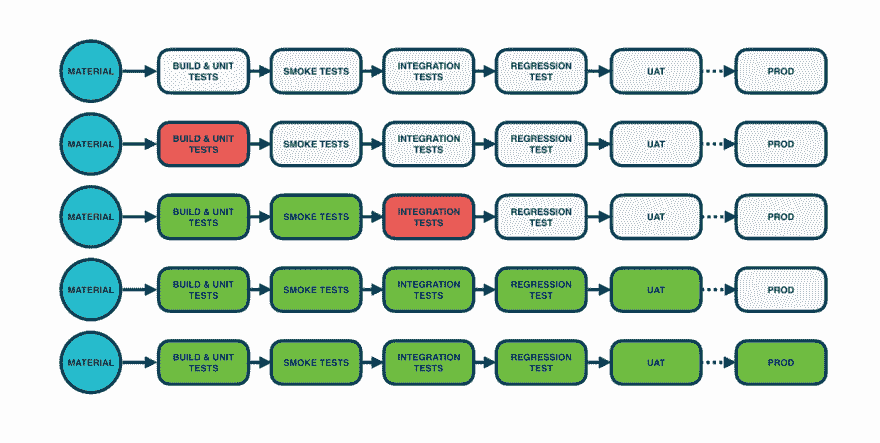 MATERIAL
BUILD & UNIT
TESTS
SMOKE TESTS
INTEGRATION
TESTS
REGRESSION
TEST
UAT
PROD
MATERIAL
BUILD & UNIT
TESTS
SMOKE TESTS
INTEGRATION
TESTS
REGRESSION
TEST
UAT
PROD
MATERIAL
BUILD & UNIT
TESTS
SMOKE TESTS
INTEGRATION
TESTS
REGRESSION
TEST
UAT
PROD
MATERIAL
BUILD & UNIT
TESTS
SMOKE TESTS
INTEGRATION
TESTS
REGRESSION
TEST
UAT
PROD
MATERIAL
BUILD & UNIT
TESTS
SMOKE TESTS
INTEGRATION
TESTS
REGRESSION
TEST
UAT
PROD